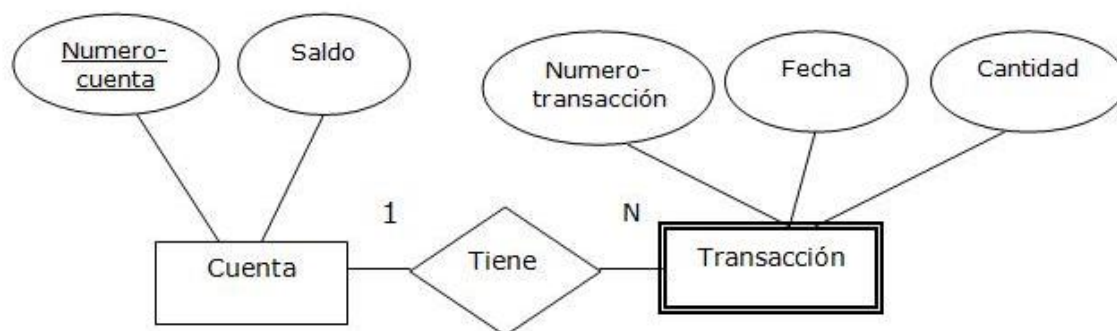 Numero-
cuenta
Saldo
Numero-
transacción
Fecha
Cantidad
1
N
Cuenta
Tiene
Transacción